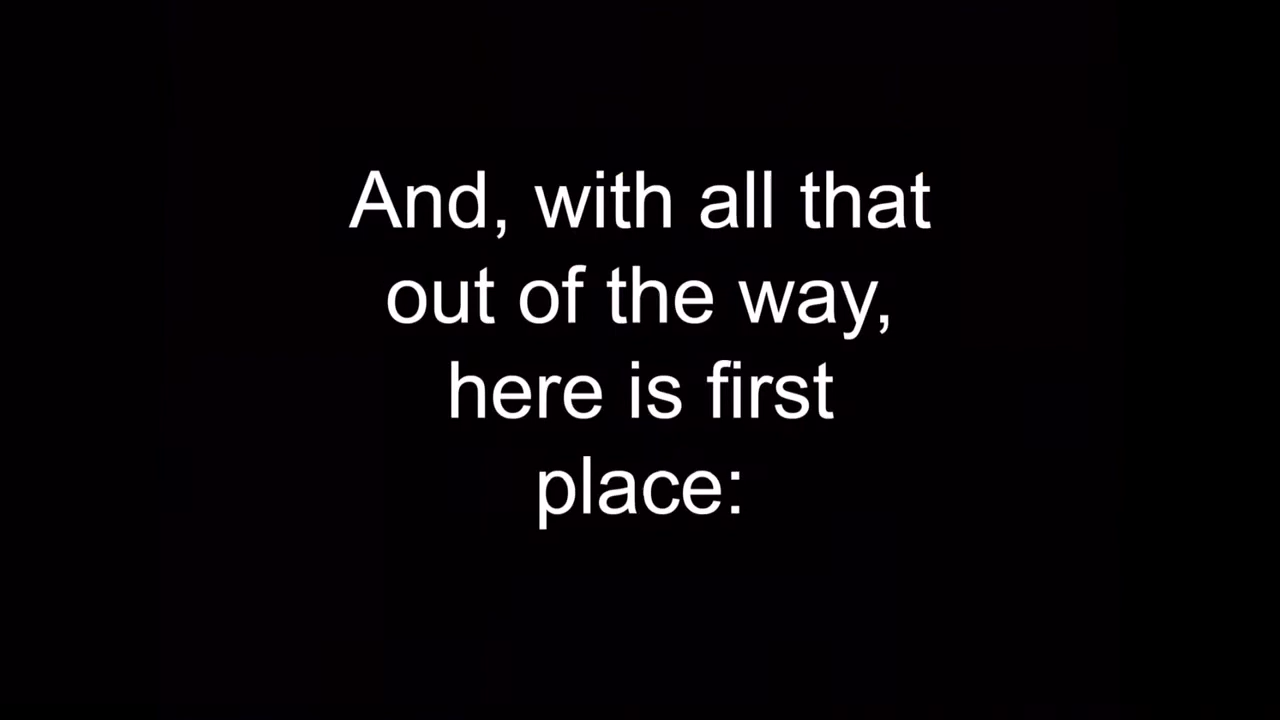 And, with all that
out of the way,
here is first
place: